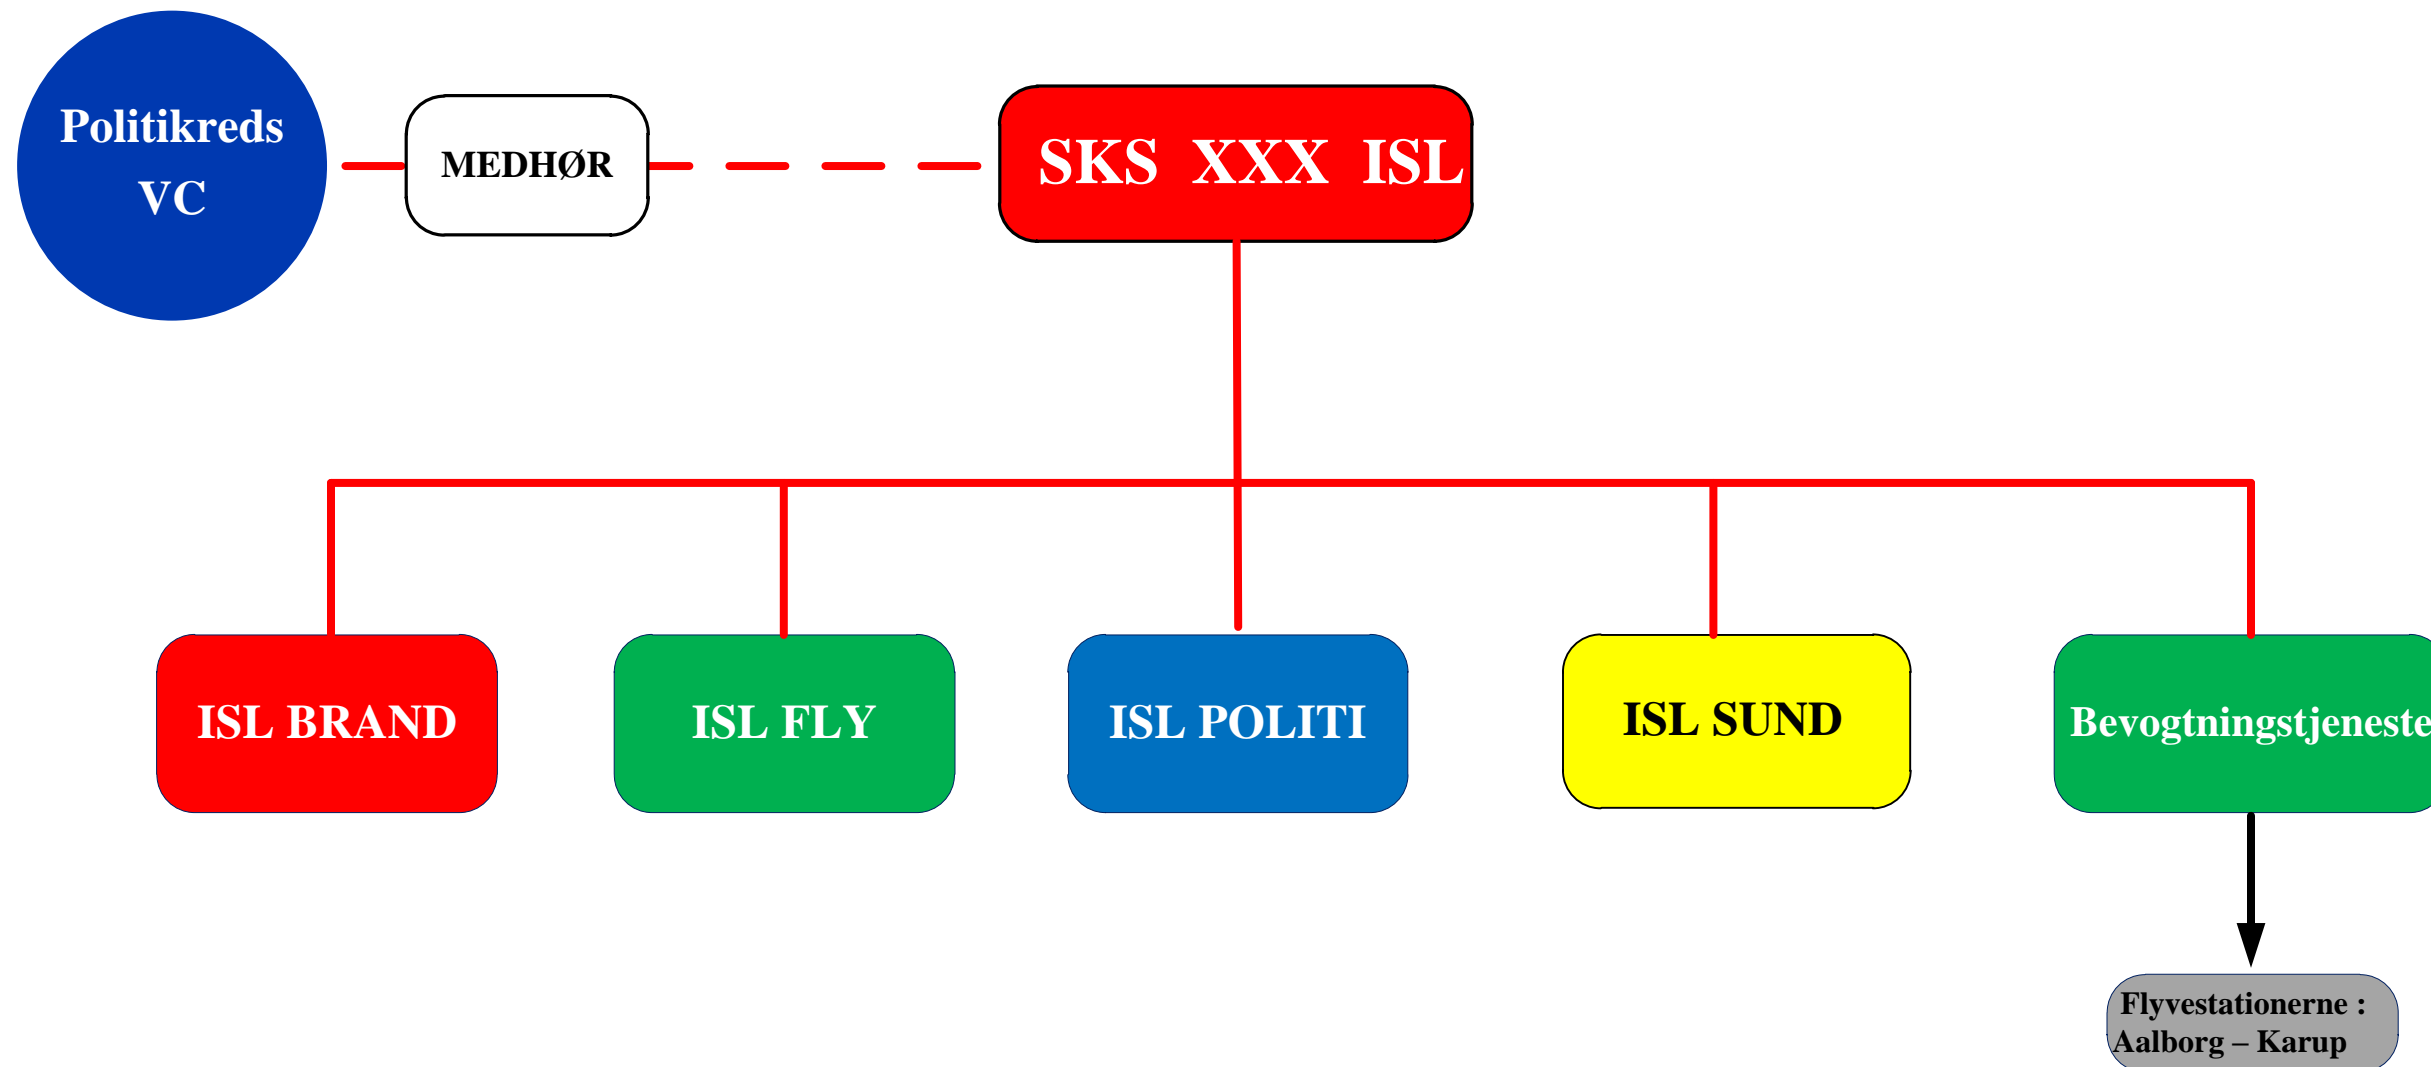 Politikreds
VC
MEDHØR
SKS XXX ISL
ISL BRAND
ISL FLY
ISL POLITI
ISL SUND
Bevogtningstjeneste
Flyvestationerne :
Aalborg – Karup